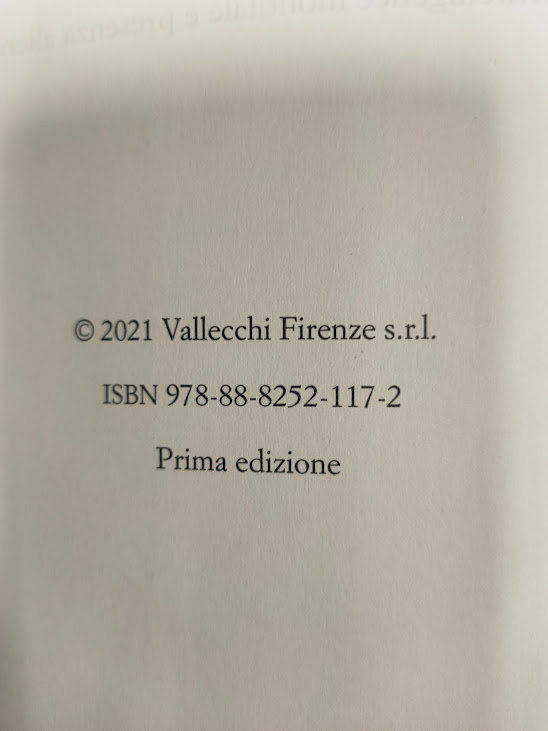 © 2021 Vallecchi Firenze s.r.l.
ISBN 978-88-8252-117-2
Prima edizione